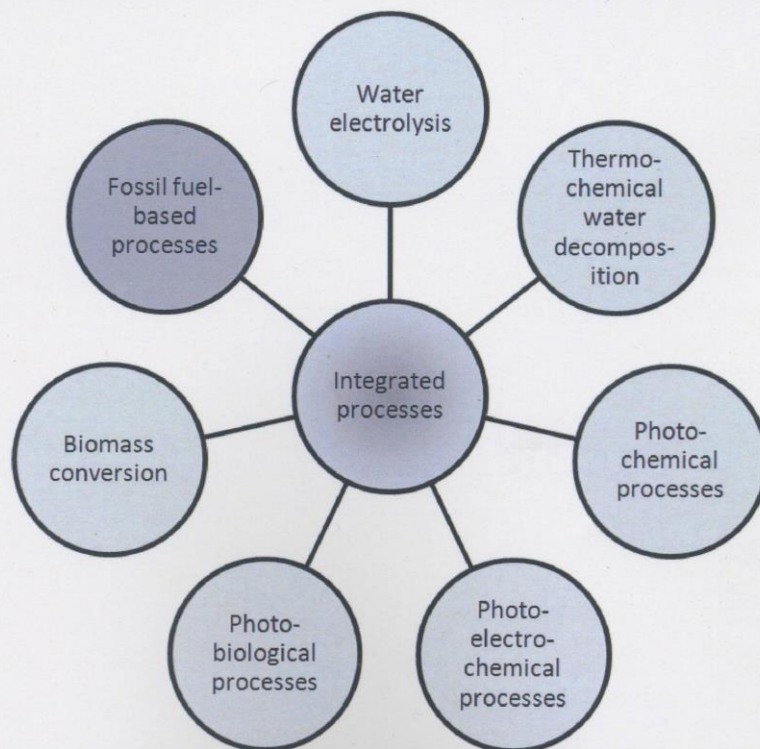 Water
electrolysis
Thermo-
chemical
water
decompos-
ition
Photo-
chemical
processes
Photo-
electro-
chemical
processes
Photo-
biological
processes
Biomass
conversion
Fossil fuel-
based
processes
Integrated
processes